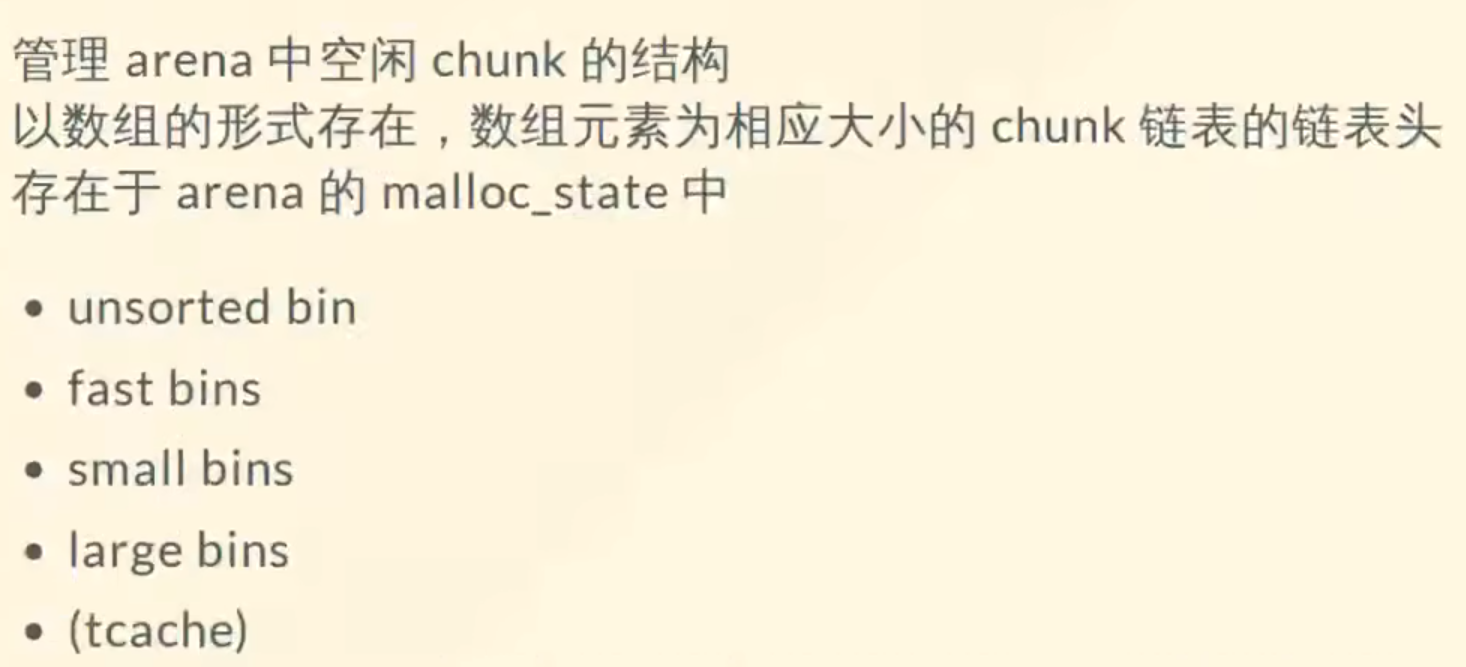 管理 arena 中空闲 chunk 的结构
以数组的形式存在，数组元素为相应大小的 chunk 链表的链表头
存在于 arena 的 malloc_state 中
• unsorted bin
• fast bins
• small bins
• large bins
• (tcache)